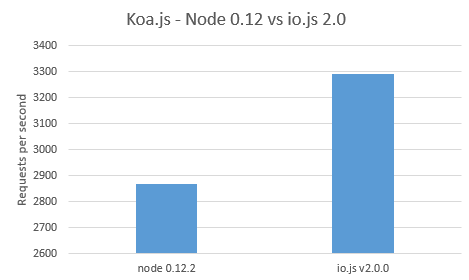 Koa.js - Node 0.12 vs io.js 2.0
Requests per second
3400
3300
3200
3100
3000
2900
2800
2700
2600
node 0.12.2
io.js v2.0.0